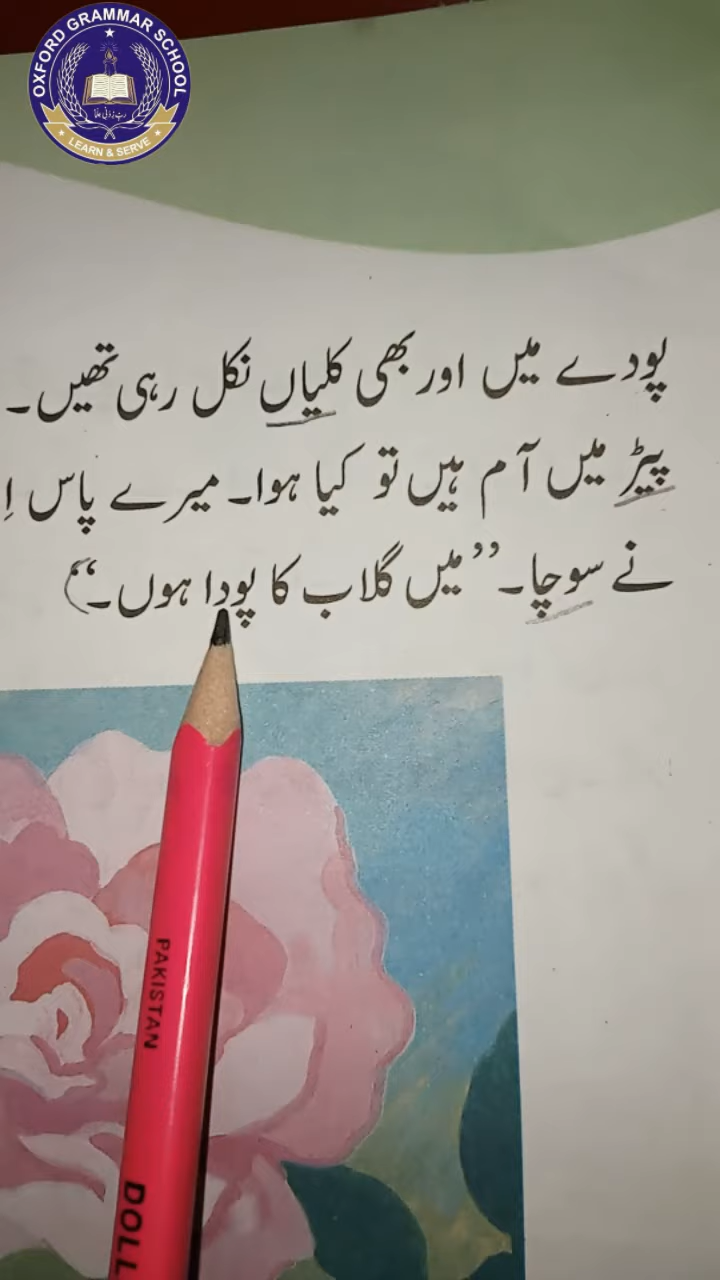 OXFORD GRAMMAR SCHOOL
LEARN & SERVE
پودے میں اور بھی کلیاں نکل رہی تھیں۔
پیڑ میں آم ہیں تو کیا ہوا۔ میرے پاس
نے سوچا۔ ”میں گلاب کا پودا ہوں۔“
PAKISTAN
DOLL